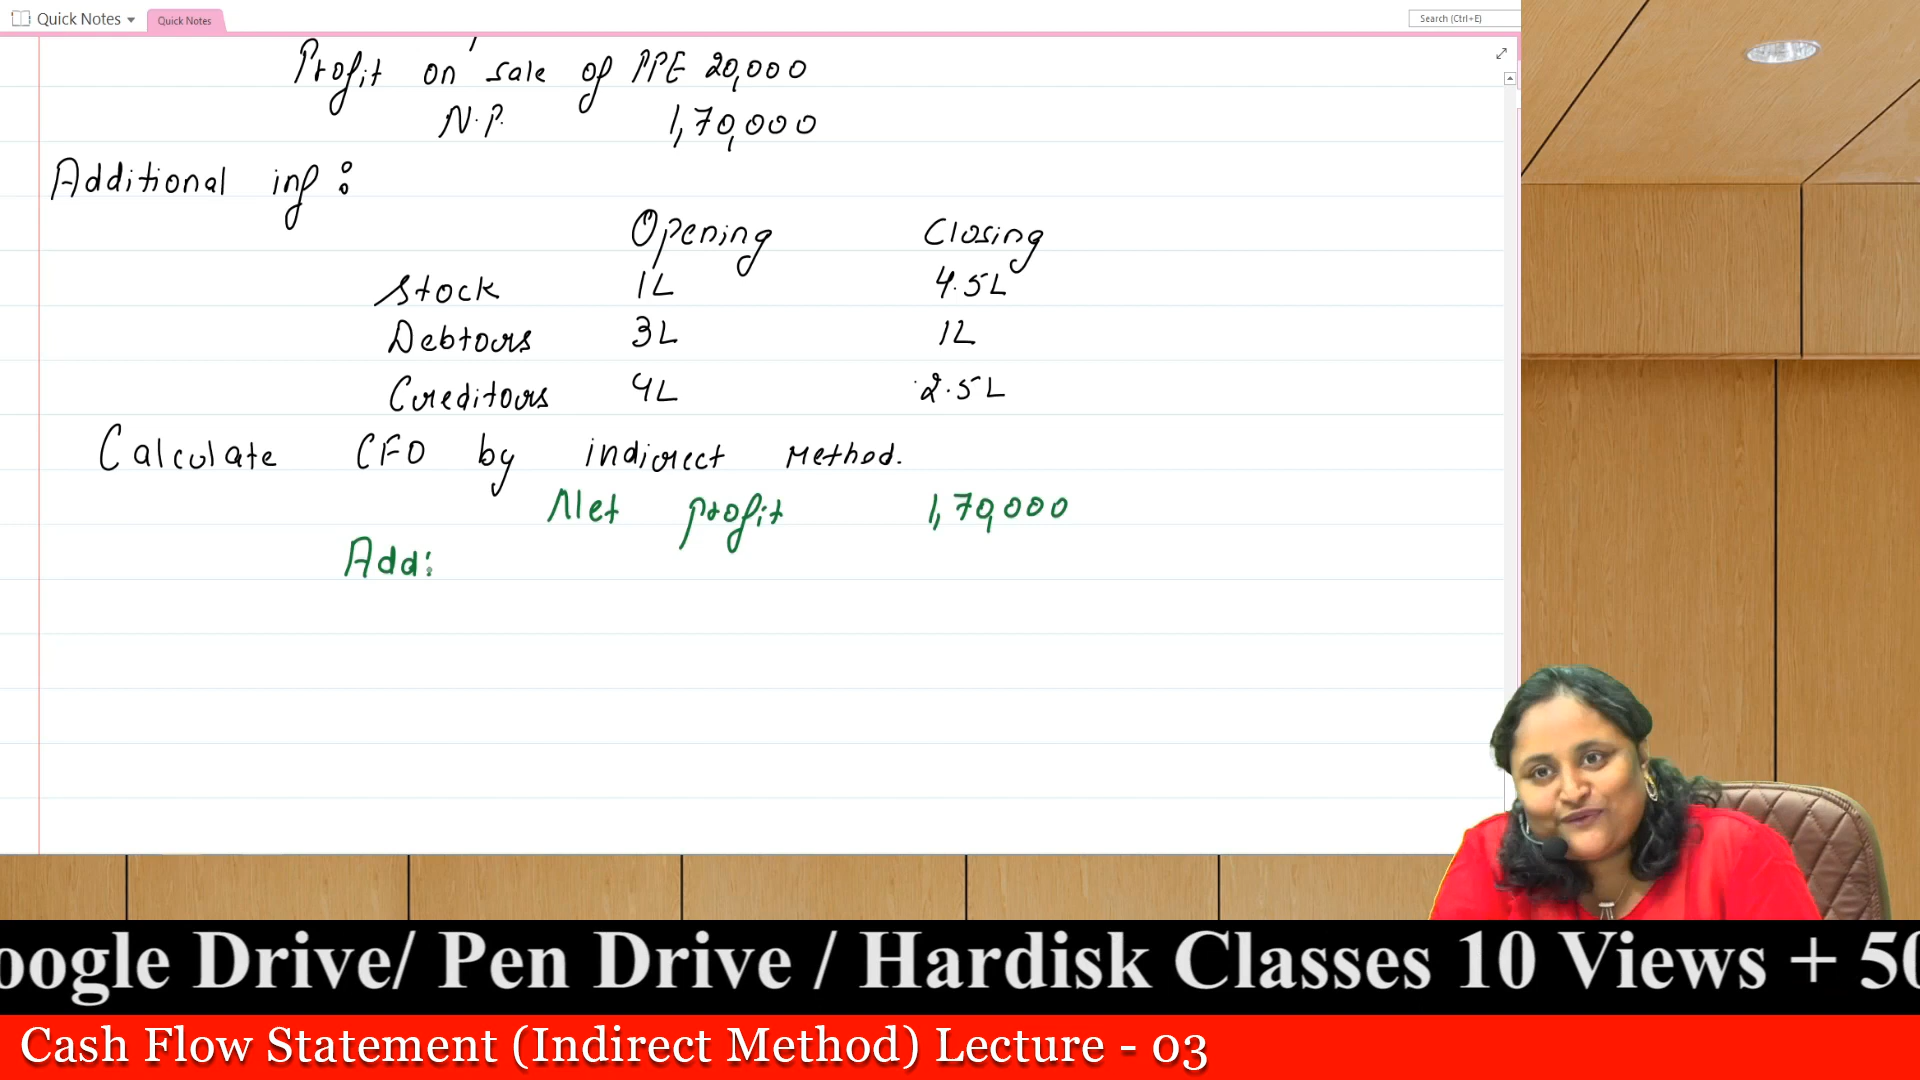 Quick Notes
Quick Notes
Search (Ctrl+E)
Profit on sale of PPE 20,000
N.P. 1,70,000
Additional inf :
Opening Closing
Stock 1L 4.5L
Debtors 3L 1L
Creditors 4L 2.5L
Calculate CFO by indirect Method.
Net profit 1,70,000
Add:
oogle Drive/ Pen Drive / Hardisk Classes 10 Views + 50
Cash Flow Statement (Indirect Method) Lecture - 03